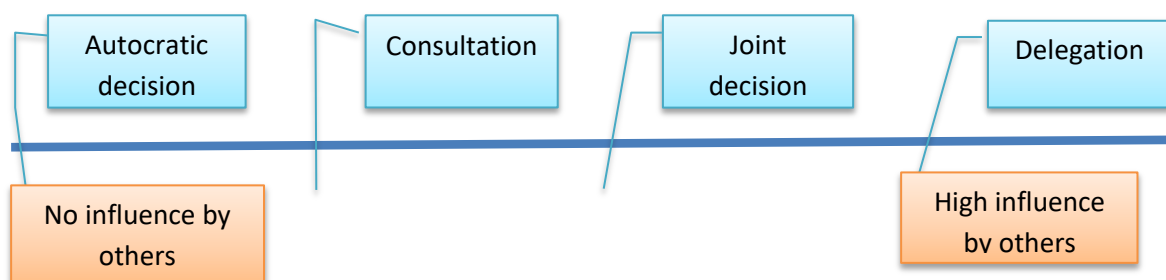 Autocratic
decision
Consultation
Joint
decision
Delegation
No influence by
others
High influence
by others